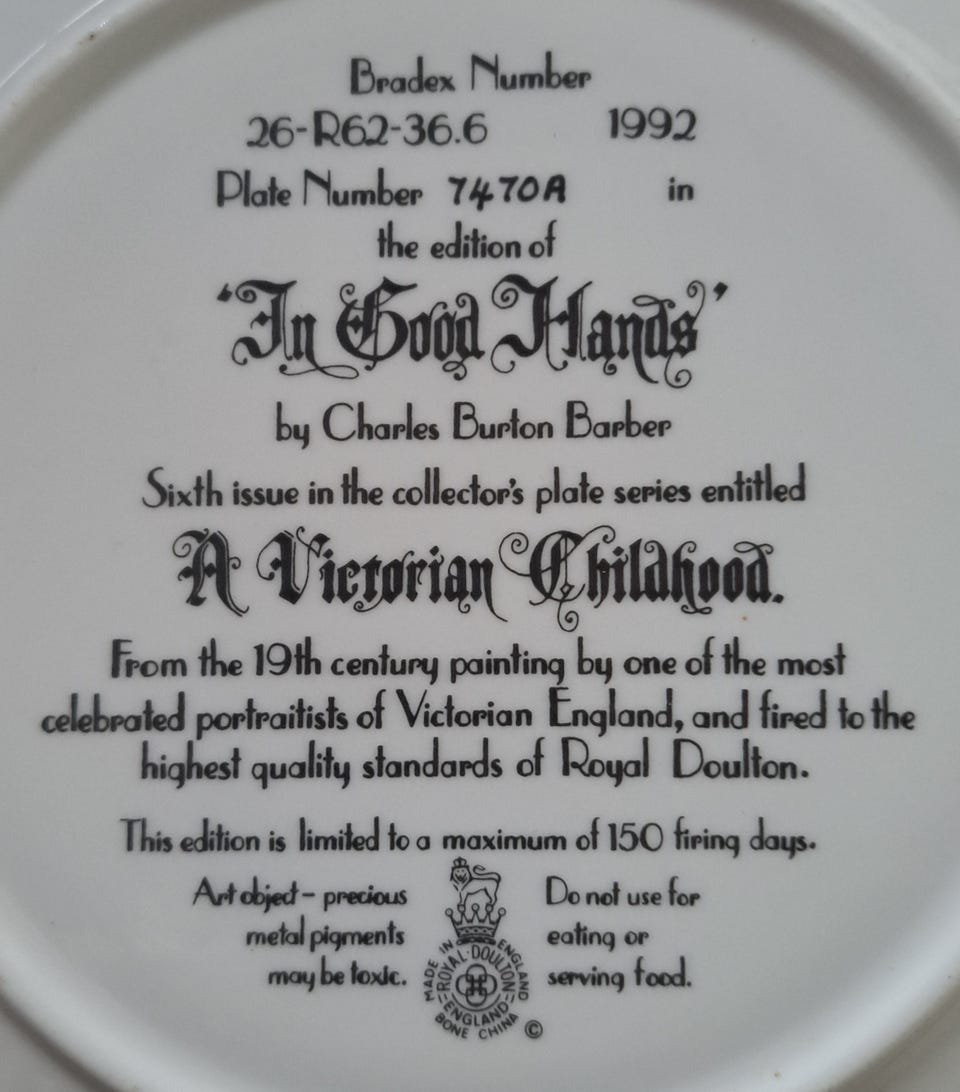 Bradex Number
26-R62-36.6 1992
Plate Number 7470A in
the edition of
'In Good Hands'
by Charles Burton Barber
Sixth issue in the collector's plate series entitled
A Victorian Childhood.
From the 19th century painting by one of the most
celebrated portraitists of Victorian England, and fired to the
highest quality standards of Royal Doulton.
This edition is limited to a maximum of 150 firing days.
Art object – precious
metal pigments
may be toxic.
MADE IN ENGLAND
ROYAL·DOULTON
ENGLAND
BONE CHINA
©
Do not use for
eating or
serving food.